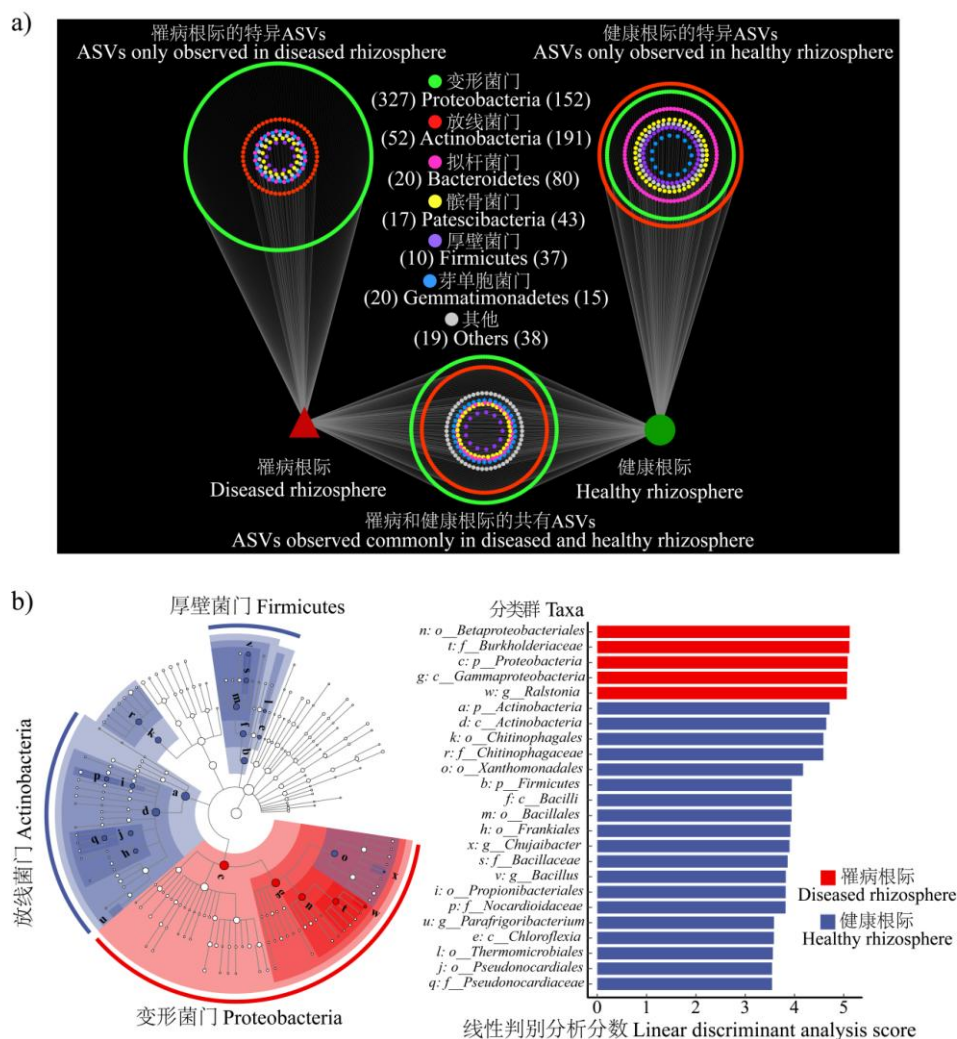 a)
罹病根际的特异ASVs
ASVs only observed in diseased rhizosphere
健康根际的特异ASVs
ASVs only observed in healthy rhizosphere
变形菌门
(327) Proteobacteria (152)
放线菌门
(52) Actinobacteria (191)
拟杆菌门
(20) Bacteroidetes (80)
髌骨菌门
(17) Patescibacteria (43)
厚壁菌门
(10) Firmicutes (37)
芽单胞菌门
(20) Gemmatimonadetes (15)
其他
(19) Others (38)
罹病根际
Diseased rhizosphere
健康根际
Healthy rhizosphere
罹病和健康根际的共有ASVs
ASVs observed commonly in diseased and healthy rhizosphere
b)
厚壁菌门 Firmicutes
放线菌门 Actinobacteria
变形菌门 Proteobacteria
s
m
l
f
e
b
r
k
a
p
i
d
q
j
h
u
c
g
n
t
w
o
x
分类群 Taxa
n: o__Betaproteobacteriales
t: f__Burkholderiaceae
c: p__Proteobacteria
g: c__Gammaproteobacteria
w: g__Ralstonia
a: p__Actinobacteria
d: c__Actinobacteria
k: o__Chitinophagales
r: f__Chitinophagaceae
o: o__Xanthomonadales
b: p__Firmicutes
f: c__Bacilli
m: o__Bacillales
h: o__Frankiales
x: g__Chujaibacter
s: f__Bacillaceae
v: g__Bacillus
i: o__Propionibacteriales
p: f__Nocardioidaceae
u: g__Parafrigoribacterium
e: c__Chloroflexia
l: o__Thermomicrobiales
j: o__Pseudonocardiales
q: f__Pseudonocardiaceae
罹病根际
Diseased rhizosphere
健康根际
Healthy rhizosphere
0 1 2 3 4 5
线性判别分析分数 Linear discriminant analysis score